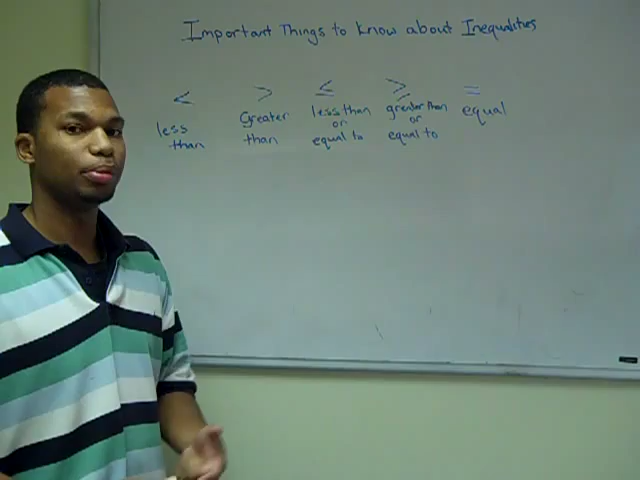 Important Things to Know about Inequalities
< > ≤ ≥ =
less than
Greater than
less than or equal to
greater than or equal to
equal